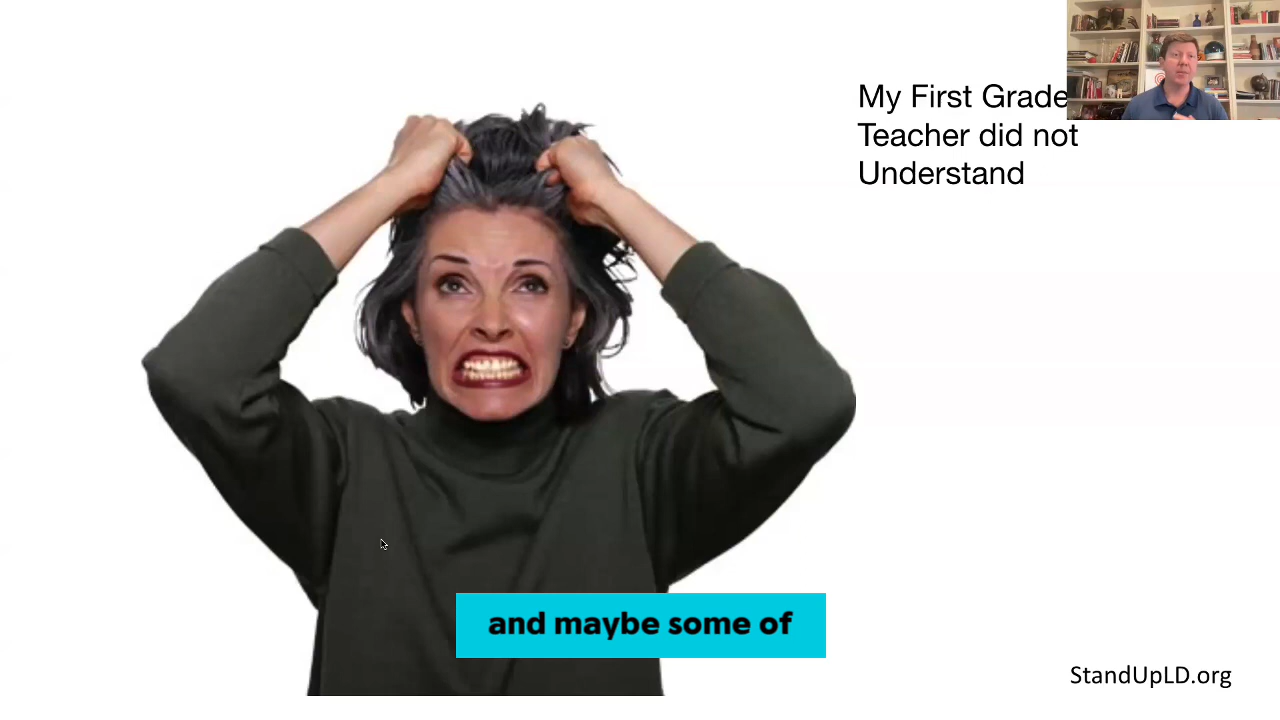 My First Grade
Teacher did not
Understand
and maybe some of
StandUpLD.org